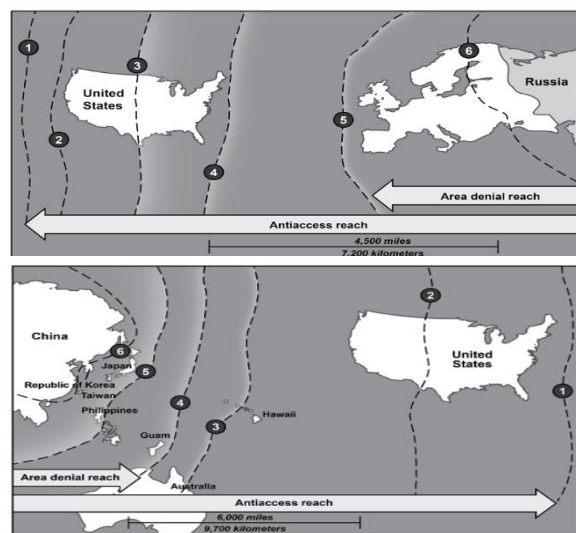 1
3
6
United
States
Russia
2
5
4
Area denial reach
Antiaccess reach
4,500 miles
7,200 kilometers
2
China
6
Japan
United
States
5
Republic of Korea
Taiwan
1
Philippines
4
3
Hawaii
Guam
Area denial reach
Australia
Antiaccess reach
6,000 miles
9,700 kilometers